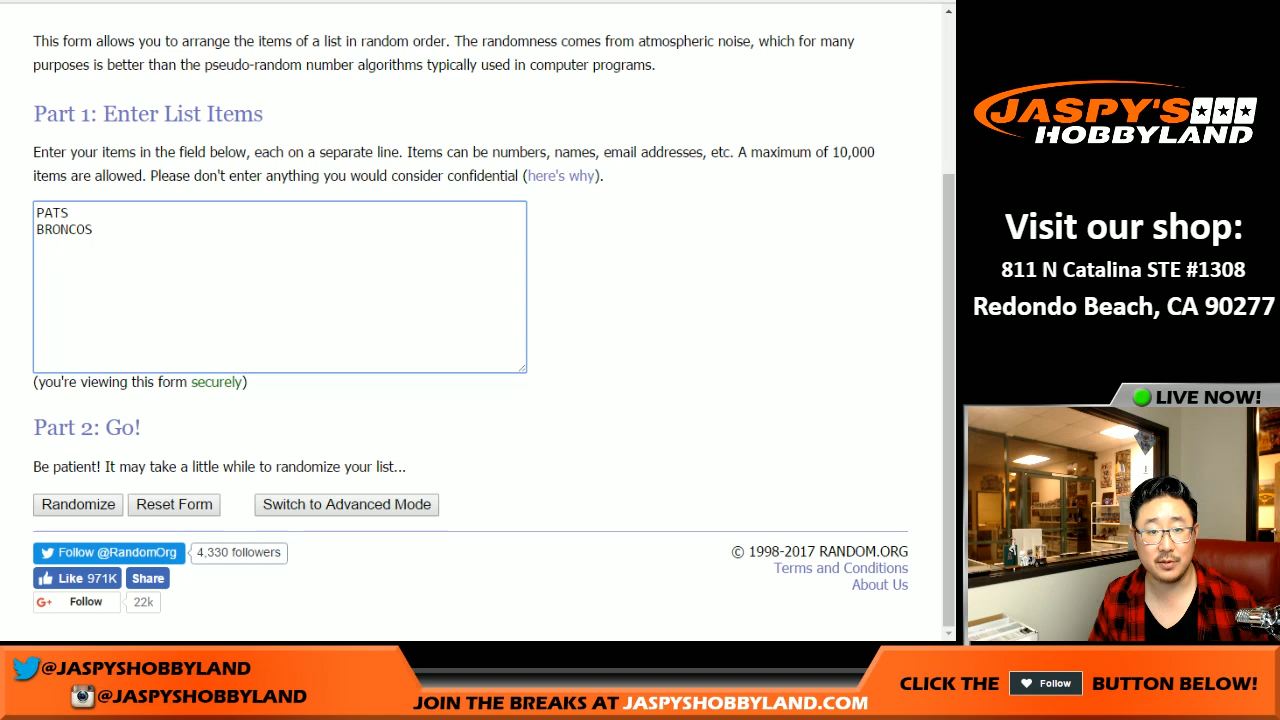 This form allows you to arrange the items of a list in random order. The randomness comes from atmospheric noise, which for many
purposes is better than the pseudo-random number algorithms typically used in computer programs.
Part 1: Enter List Items
Enter your items in the field below, each on a separate line. Items can be numbers, names, email addresses, etc. A maximum of 10,000
items are allowed. Please don't enter anything you would consider confidential (here's why).
PATS
BRONCOS
(you're viewing this form securely)
Part 2: Go!
Be patient! It may take a little while to randomize your list...
Randomize Reset Form Switch to Advanced Mode
Follow @RandomOrg 4,330 followers
Like 971K Share
G+ Follow 22k
© 1998-2017 RANDOM.ORG
Terms and Conditions
About Us
JASPY'S
HOBBYLAND
Visit our shop:
811 N Catalina STE #1308
Redondo Beach, CA 90277
LIVE NOW!
@JASPYSHOBBYLAND
@JASPYSHOBBYLAND
JOIN THE BREAKS AT JASPYSHOBBYLAND.COM
CLICK THE Follow BUTTON BELOW!